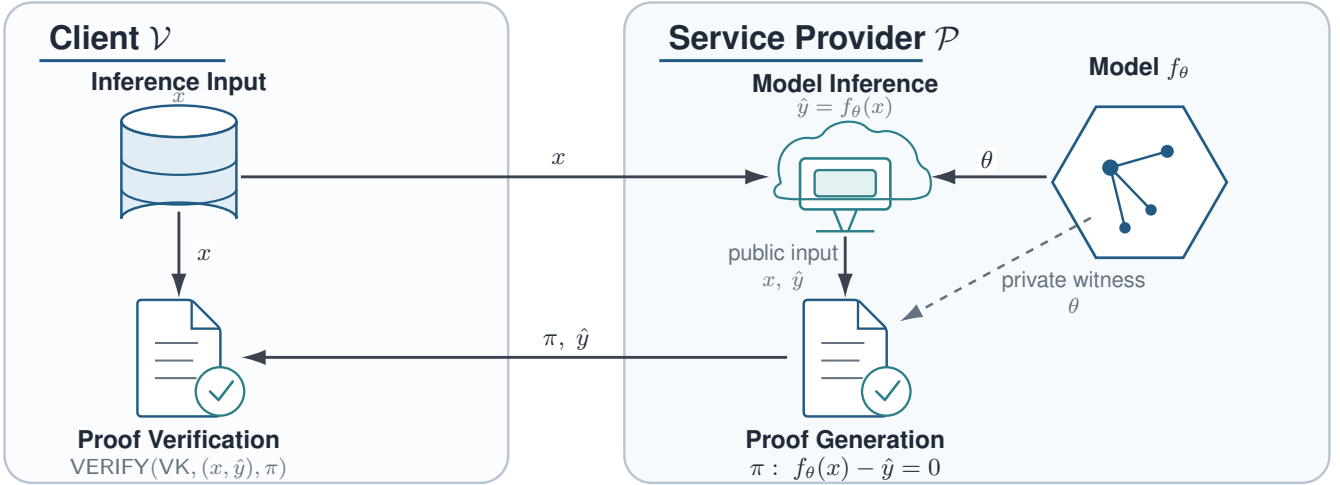 Client 𝒱
Inference Input
x
x
x
π, ŷ
Proof Verification
VERIFY(VK, (x, ŷ), π)
Service Provider 𝒫
Model Inference
ŷ = f_θ(x)
Model f_θ
θ
public input
x, ŷ
private witness
θ
Proof Generation
π : f_θ(x) − ŷ = 0